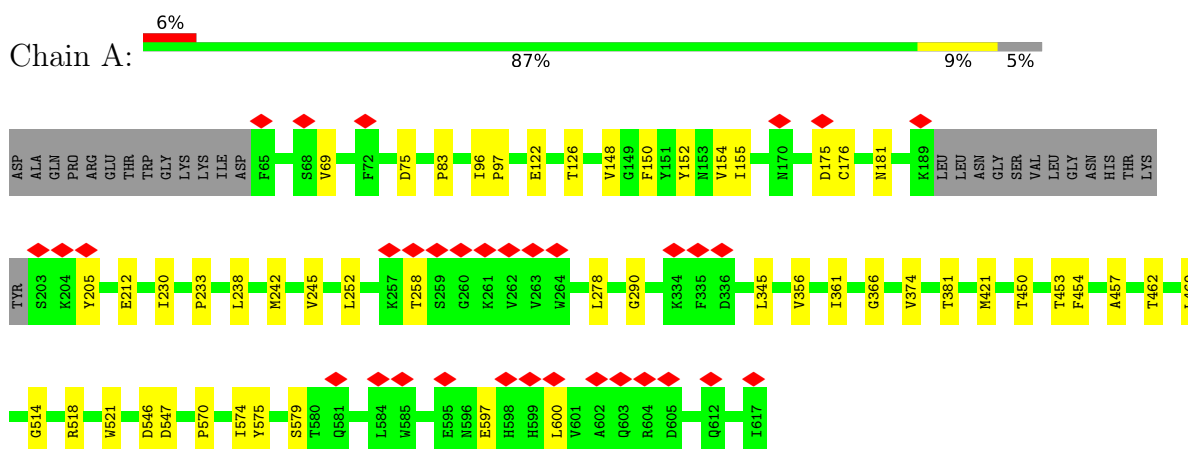 6%
Chain A:
87% 9% 5%
ASP ALA GLN PRO ARG GLU THR TRP GLY LYS LYS ILE ASP F65 S68 V69 F72 D75 P83 I96 P97 E122 T126 V148 G149 F150 Y151 Y152 N153 V154 I155 N170 D175 C176 N181 K189 LEU LEU ASN GLY SER VAL LEU GLY ASN HIS THR LYS
TYR S203 K204 Y205 E212 I230 P233 L238 M242 V245 L252 K257 T258 S259 G260 K261 V262 V263 W264 L278 G290 K334 F335 D336 L345 V356 I361 G366 V374 T381 M421 T450 T453 F454 A457 T462
G514 R518 W521 D546 D547 P570 I574 Y575 S579 T580 Q581 L584 W585 E595 N596 E597 H598 H599 L600 V601 A602 Q603 R604 D605 Q612 I617